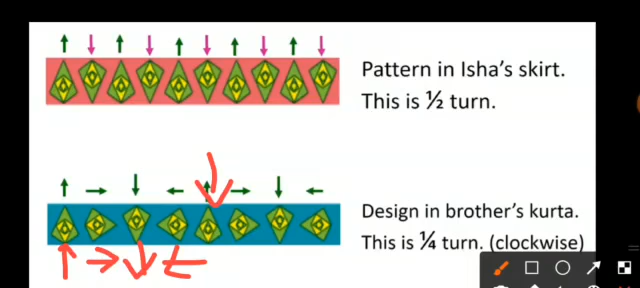 Pattern in Isha's skirt.
This is ½ turn.
Design in brother's kurta.
This is ¼ turn. (clockwise)